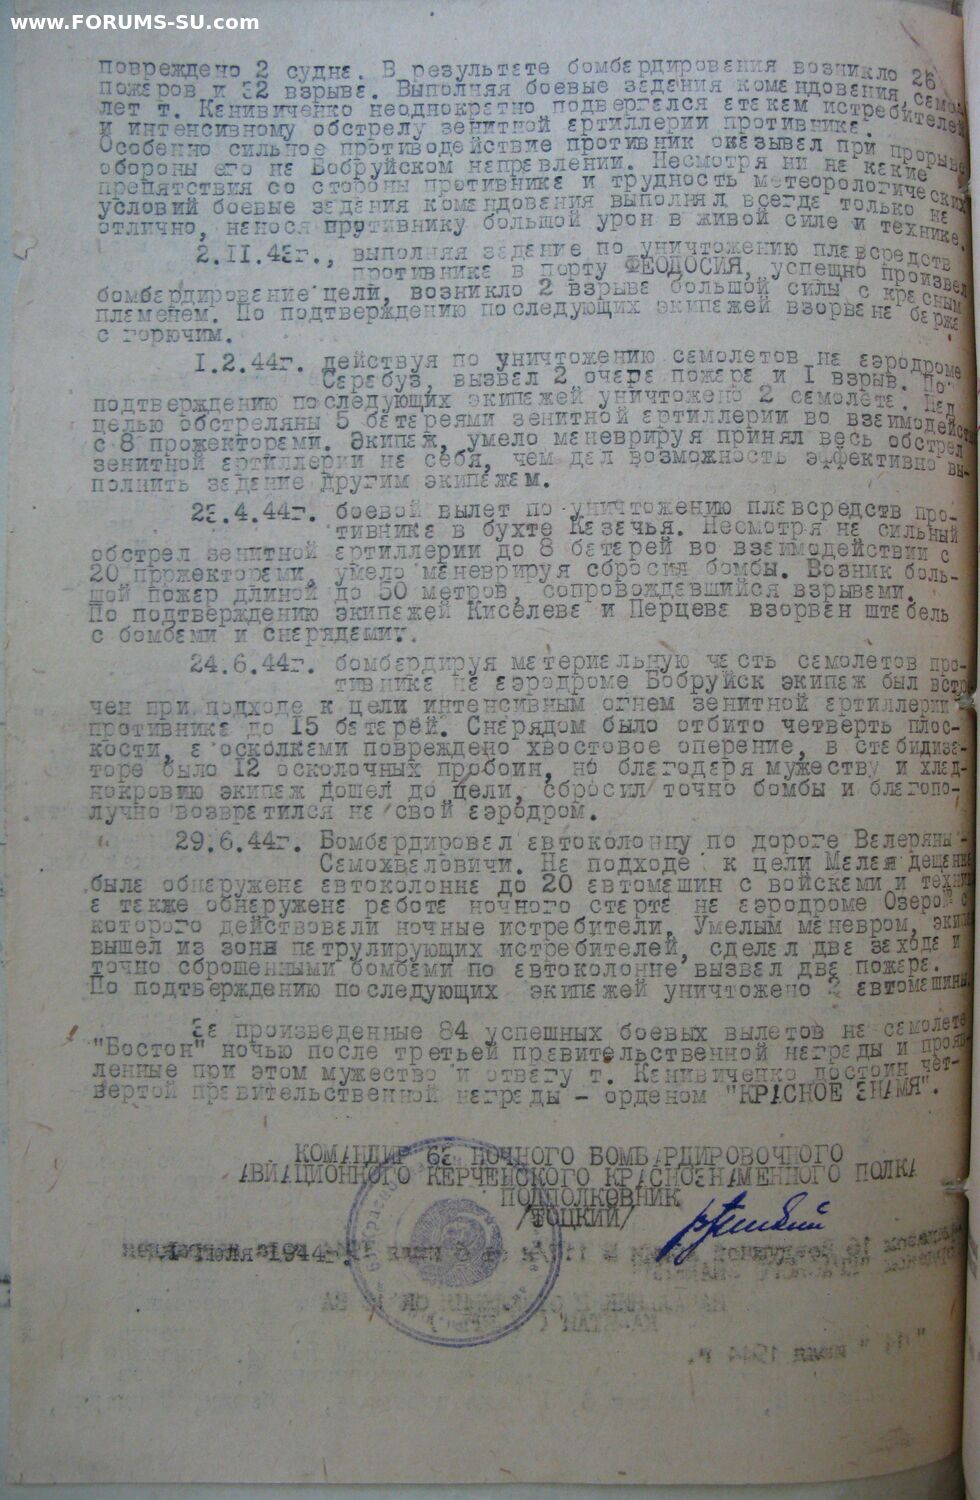 www.FORUMS-SU.com
повреждено 2 судна. В результате бомбардирования возникло 26
пожаров и 32 взрыва. Выполняя боевые задания командования,
лет т. Канивиченко неоднократно подвергался атакам истребителей
и интенсивному обстрелу зенитной артиллерии противника.
Особенно сильное противодействие противник оказывал при прорыве
обороны его на Бобруйском направлении. Несмотря ни на какие
препятствия со стороны противника и трудность метеорологических
условий боевые задания командования выполнял всегда только на
отлично, нанося противнику большой урон в живой силе и технике.
2.II.43г., выполняя задание по уничтожению плавсредств
противника в порту ФЕОДОСИЯ, успешно произвел
бомбардирование цели, возникло 2 взрыва большой силы с красным
пламенем. По подтверждению последующих экипажей взорвана баржа
с горючим.
I.2.44г. действуя по уничтожению самолетов на аэродроме
Сарабуз, вызвал 2 очага пожара и I взрыв. По
подтверждению последующих экипажей уничтожено 2 самолета. Над
целью обстреляны 5 батареями зенитной артиллерии во взаимодейст
с 8 прожекторами. Экипаж, умело маневрируя принял весь обстрел
зенитной артиллерии на себя, чем дал возможность эффективно вы-
полнить задание другим экипажам.
23.4.44г. боевой вылет по уничтожению плавсредств про-
тивника в бухте Казачья. Несмотря на сильный
обстрел зенитной артиллерии до 8 батарей во взаимодействии с
20 прожекторами, умело маневрируя сбросил бомбы. Возник боль-
шой пожар длиной до 50 метров, сопровождавшийся взрывами.
По подтверждению экипажей Киселева и Перцева взорван штабель
с бомбами и снарядами.
24.6.44г. бомбардируя материальную часть самолетов про-
тивника на аэродроме Бобруйск экипаж был встре
чен при подходе к цели интенсивным огнем зенитной артиллерии
противника до 15 батарей. Снарядом было отбито четверть плос-
кости, а осколками повреждено хвостовое оперение, в стабилиза-
торе было 12 осколочных пробоин, но благодаря мужеству и хлад-
нокровию экипаж дошел до цели, сбросил точно бомбы и благопо-
лучно возвратился на свой аэродром.
29.6.44г. Бомбардировал автоколонну по дороге Валеряны -
Самохваловичи. На подходе к цели Малая Дещанка
была обнаружена автоколонна до 20 автомашин с войсками и техник
а также обнаружена работа ночного старта на аэродроме Озеро с
которого действовали ночные истребители. Умелым маневром, экипаж
вышел из зоны патрулирующих истребителей, сделал два захода и
точно сброшенными бомбами по автоколонне вызвал два пожара.
По подтверждению последующих экипажей уничтожено 2 автомашины.
За произведенные 84 успешных боевых вылетов на самолете
"Бостон" ночью после третьей правительственной награды и прояв
ленные при этом мужество и отвагу т. Канивиченко достоин чет-
вертой правительственной награды - орденом "КРАСНОЕ ЗНАМЯ".
КОМАНДИР 63 НОЧНОГО БОМБАРДИРОВОЧНОГО
АВИАЦИОННОГО КЕРЧЕНСКОГО КРАСНОЗНАМЕННОГО ПОЛКА
ПОДПОЛКОВНИК
/ТОЦКИЙ/
1 июля 1944 г.